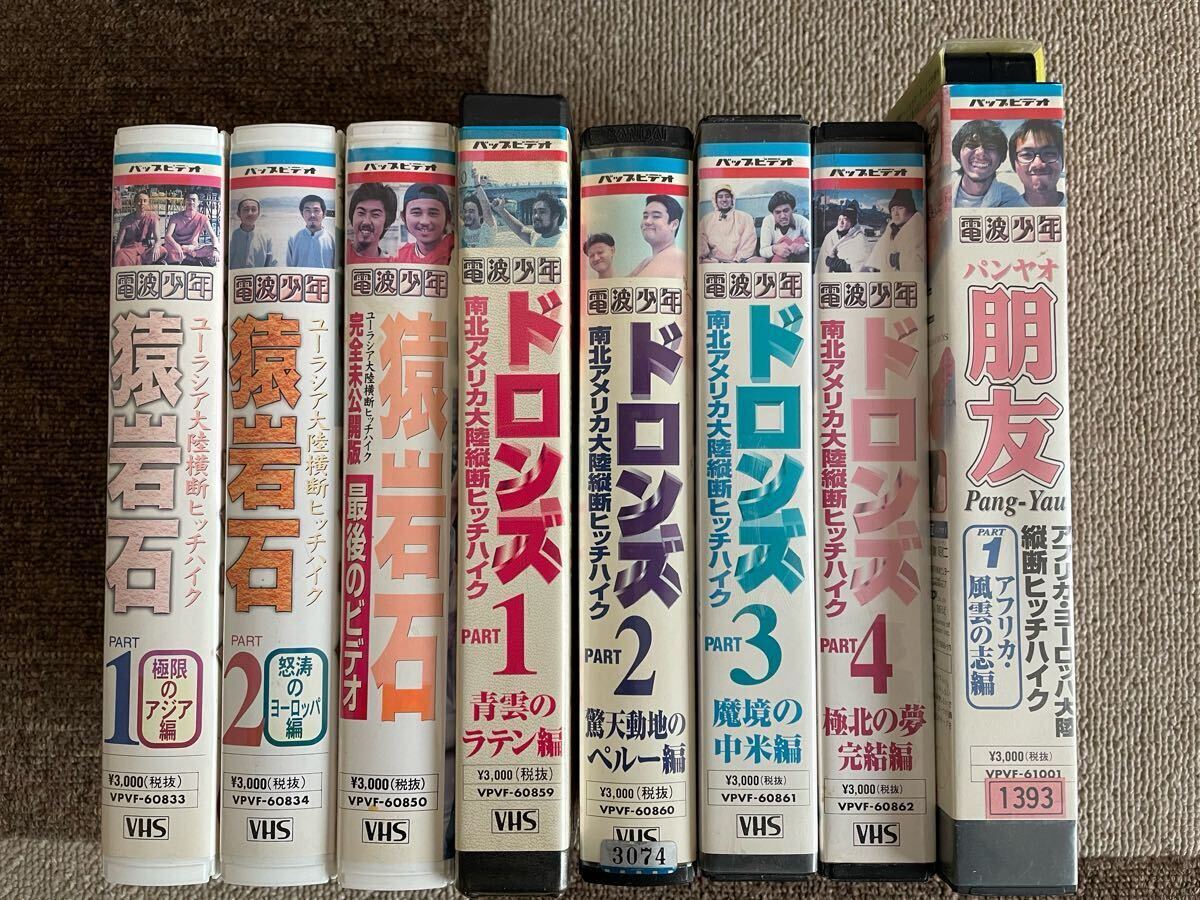 バップビデオ
電波少年
ユーラシア大陸横断ヒッチハイク
猿岩石
PART
1
極限の
アジア
編
¥3,000(税抜)
VPVF-60833
VHS
バップビデオ
電波少年
ユーラシア大陸横断ヒッチハイク
猿岩石
PART
2
怒涛の
ヨーロッパ
編
¥3,000(税抜)
VPVF-60834
VHS
バップビデオ
電波少年
猿岩石
ユーラシア大陸横断ヒッチハイク
完全未公開版
最後のビデオ
¥3,000(税抜)
VPVF-60850
VHS
バップビデオ
電波少年
ドロンズ
南北アメリカ大陸縦断ヒッチハイク
PART 1
青雲の
ラテン編
¥3,000(税抜)
VPVF-60859
VHS
BANDAI
バップビデオ
電波少年
ドロンズ
南北アメリカ大陸縦断ヒッチハイク
PART 2
驚天動地の
ペルー編
¥3,000(税抜)
VPVF-60860
VHS
3074
バップビデオ
電波少年
ドロンズ
南北アメリカ大陸縦断ヒッチハイク
PART 3
魔境の
中米編
¥3,000(税抜)
VPVF-60861
VHS
バップビデオ
電波少年
ドロンズ
南北アメリカ大陸縦断ヒッチハイク
PART 4
極北の夢
完結編
¥3,000(税抜)
VPVF-60862
VHS
バップビデオ
電波少年
パンヤオ
朋友
Pang-Yau
アフリカ・ヨーロッパ大陸
縦断ヒッチハイク
PART
1
アフリカ・
風雲の志編
¥3,000(税抜)
VPVF-61001
1393